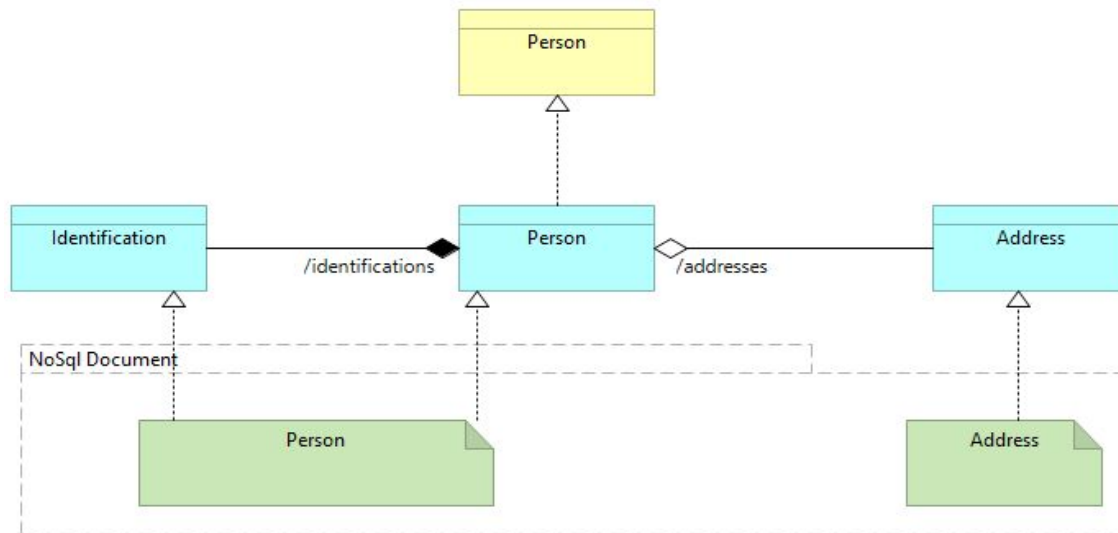 Person
Identification
Person
Address
/identifications
/addresses
NoSql Document
Person
Address